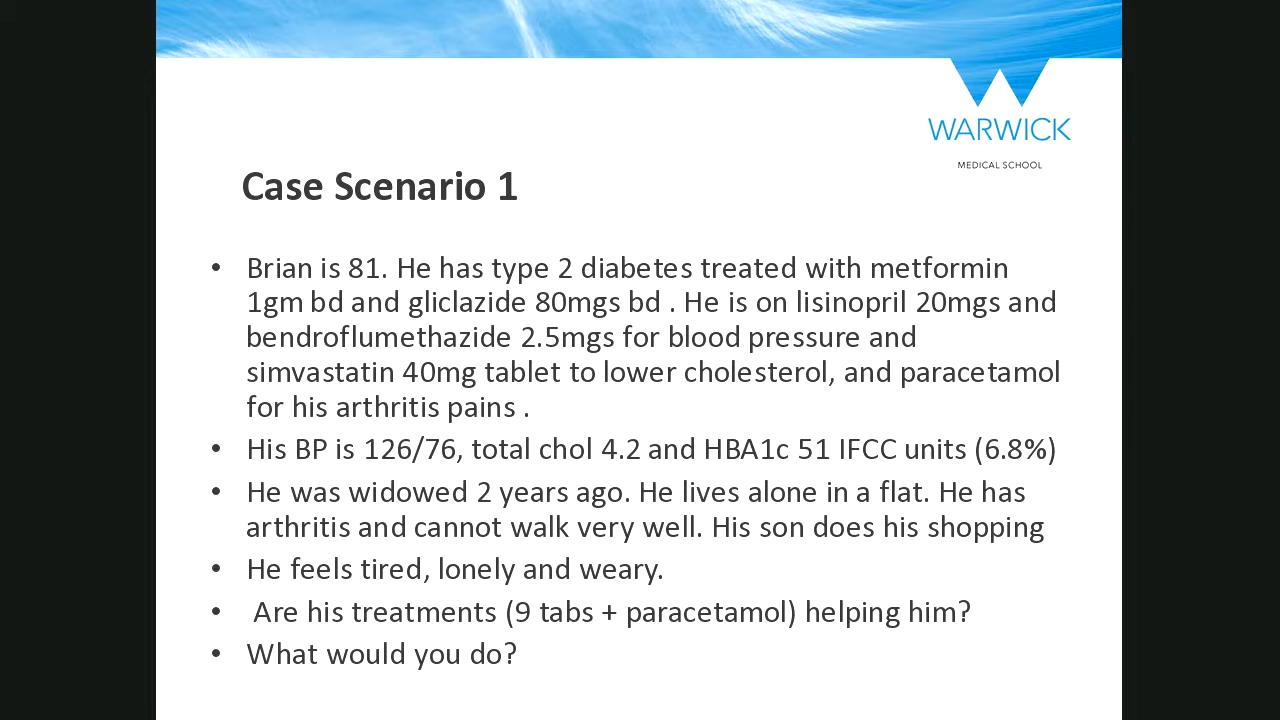 WARWICK
MEDICAL SCHOOL
Case Scenario 1
• Brian is 81. He has type 2 diabetes treated with metformin
1gm bd and gliclazide 80mgs bd . He is on lisinopril 20mgs and
bendroflumethazide 2.5mgs for blood pressure and
simvastatin 40mg tablet to lower cholesterol, and paracetamol
for his arthritis pains .
• His BP is 126/76, total chol 4.2 and HBA1c 51 IFCC units (6.8%)
• He was widowed 2 years ago. He lives alone in a flat. He has
arthritis and cannot walk very well. His son does his shopping
• He feels tired, lonely and weary.
• Are his treatments (9 tabs + paracetamol) helping him?
• What would you do?